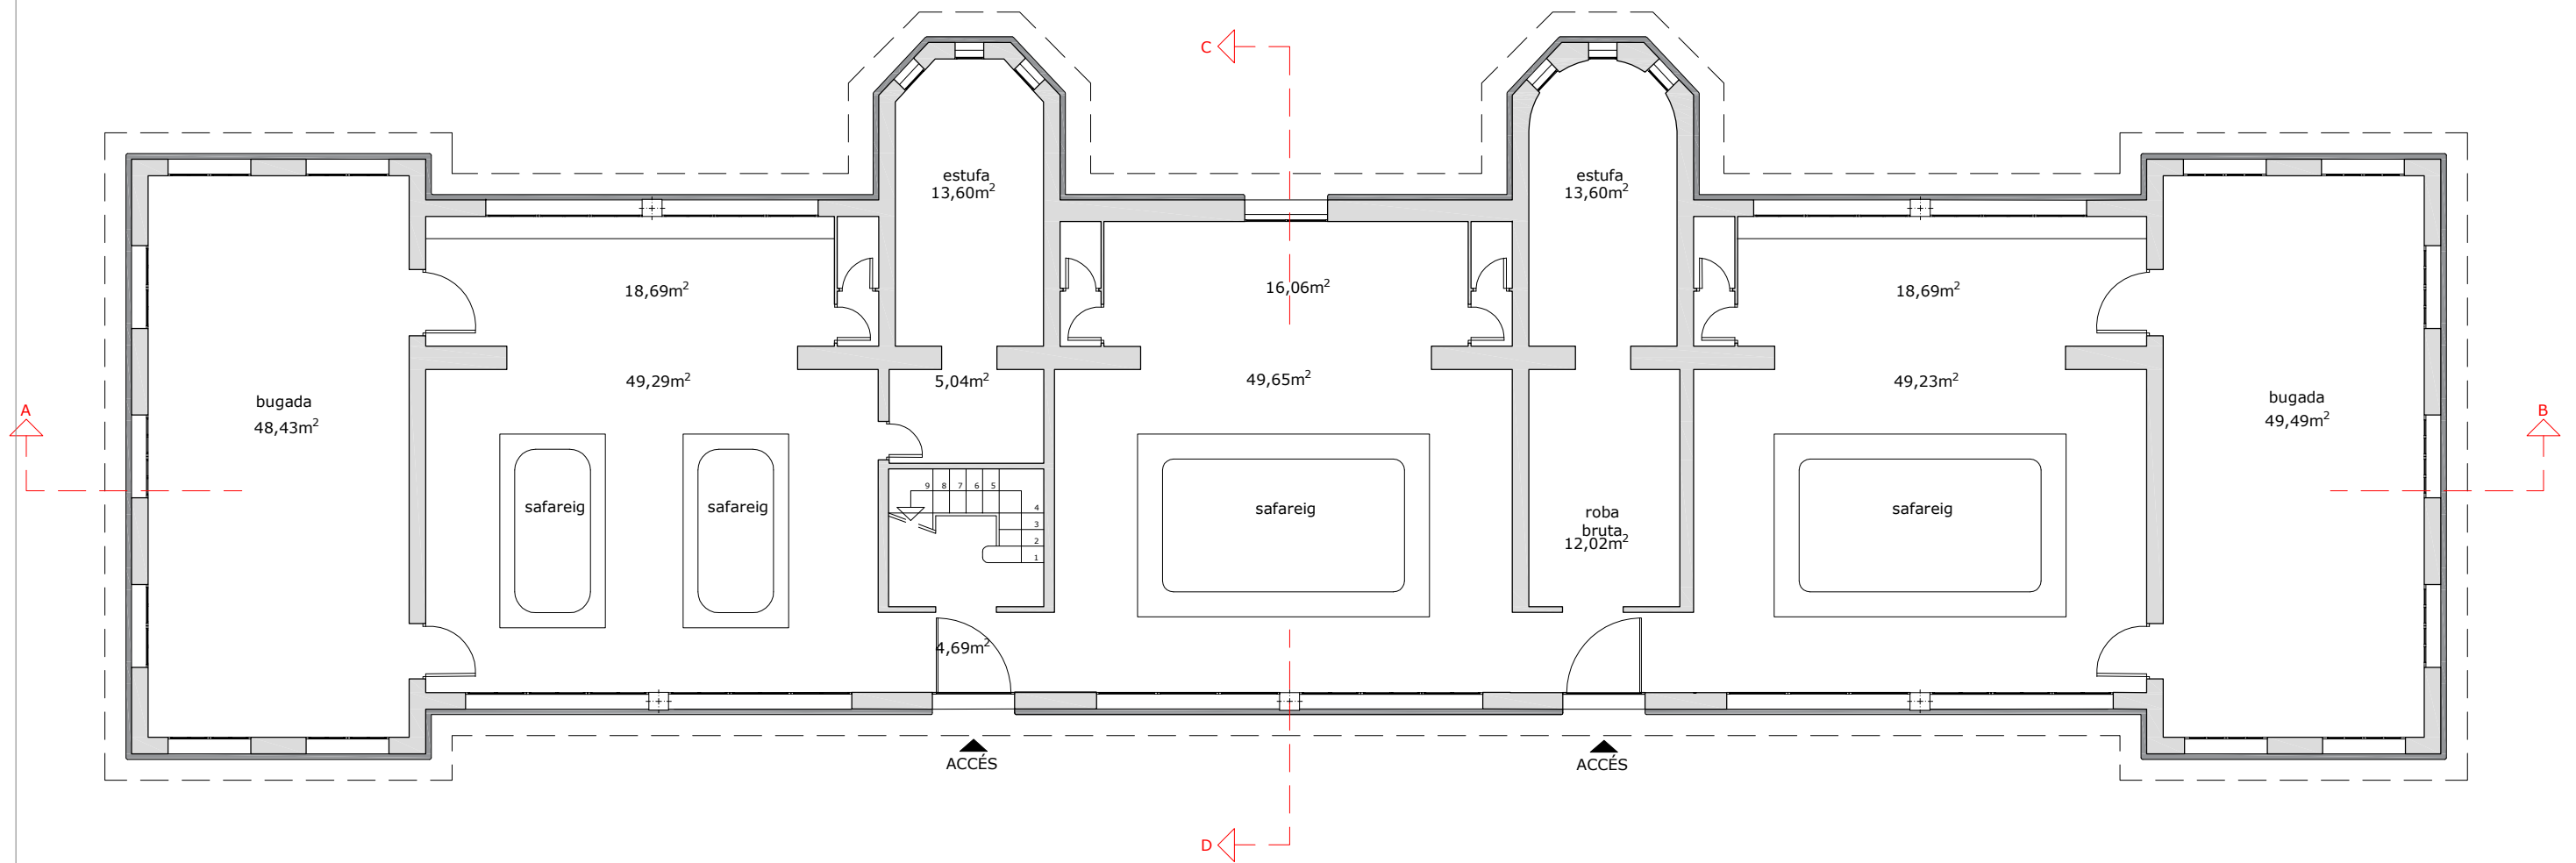 C
estufa
13,60m²
estufa
13,60m²
18,69m²
16,06m²
18,69m²
49,29m²
5,04m²
49,65m²
49,23m²
A
bugada
48,43m²
bugada
49,49m²
B
safareig
safareig
9 8 7 6 5
4
3
2
1
safareig
roba
bruta
12,02m²
safareig
4,69m²
ACCÉS
ACCÉS
D